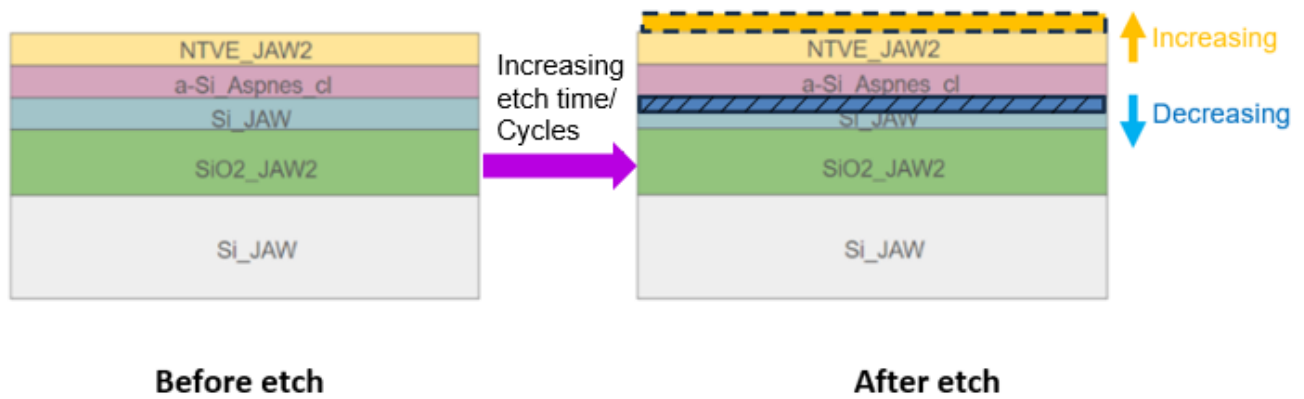 NTVE_JAW2
a-Si_Aspnes_cl
Si_JAW
SiO2_JAW2
Si_JAW
Before etch
Increasing
etch time/
Cycles
NTVE_JAW2
a-Si_Aspnes_cl
Si_JAW
SiO2_JAW2
Si_JAW
After etch
Increasing
Decreasing